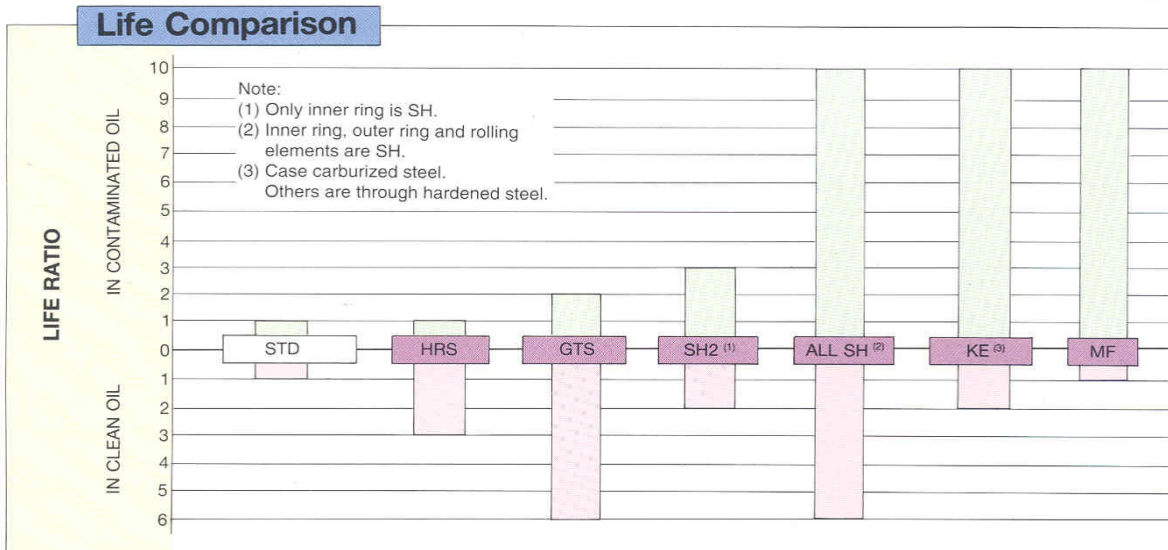 Life Comparison
LIFE RATIO
IN CONTAMINATED OIL
IN CLEAN OIL
10
9
8
7
6
5
4
3
2
1
0
1
2
3
4
5
6
Note:
(1) Only inner ring is SH.
(2) Inner ring, outer ring and rolling
elements are SH.
(3) Case carburized steel.
Others are through hardened steel.
STD
HRS
GTS
SH2 (1)
ALL SH (2)
KE (3)
MF